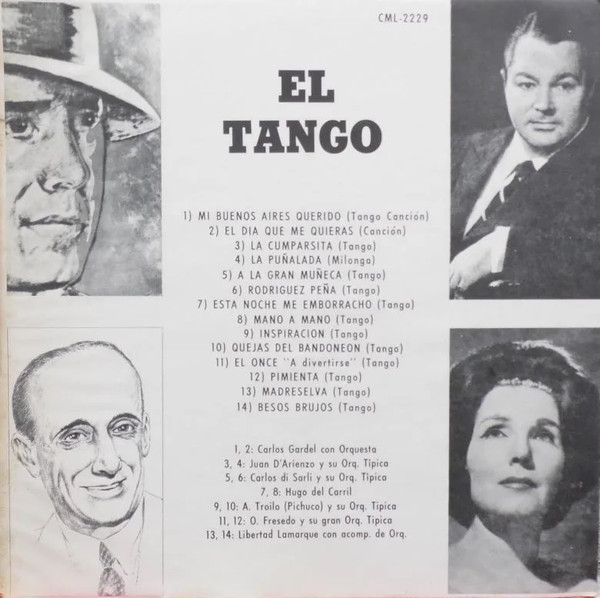 CML-2229
EL
TANGO
1) MI BUENOS AIRES QUERIDO (Tango Canción)
2) EL DIA QUE ME QUIERAS (Canción)
3) LA CUMPARSITA (Tango)
4) LA PUÑALADA (Milonga)
5) A LA GRAN MUÑECA (Tango)
6) RODRIGUEZ PEÑA (Tango)
7) ESTA NOCHE ME EMBORRACHO (Tango)
8) MANO A MANO (Tango)
9) INSPIRACION (Tango)
10) QUEJAS DEL BANDONEON (Tango)
11) EL ONCE "A divertirse" (Tango)
12) PIMIENTA (Tango)
13) MADRESELVA (Tango)
14) BESOS BRUJOS (Tango)
1, 2: Carlos Gardel con Orquesta
3, 4: Juan D'Arienzo y su Orq. Típica
5, 6: Carlos di Sarli y su Orq. Típica
7, 8: Hugo del Carril
9, 10: A. Troilo (Pichuco) y su Orq. Típica
11, 12: O. Fresedo y su gran Orq. Típica
13, 14: Libertad Lamarque con acomp. de Orq.